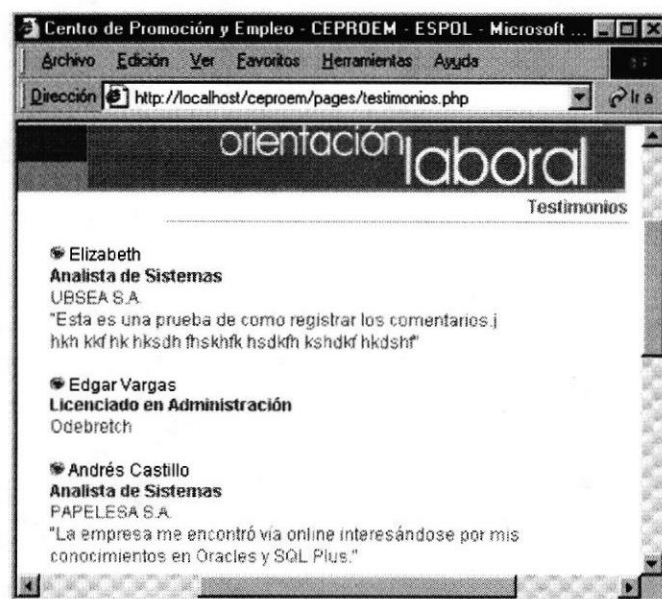 Centro de Promoción y Empleo - CEPROEM - ESPOL - Microsoft ...
Archivo Edición Ver Favoritos Herramientas Ayuda
Dirección http://localhost/ceproem/pages/testimonios.php Ir a
orientación laboral
Testimonios
Elizabeth
Analista de Sistemas
UBSEA S.A.
"Esta es una prueba de como registrar los comentarios.j
hkh kkf hk hksdh fhskhfk hsdkfh kshdkf hkdshf"
Edgar Vargas
Licenciado en Administración
Odebretch
Andrés Castillo
Analista de Sistemas
PAPELESA S.A.
"La empresa me encontró vía online interesándose por mis
conocimientos en Oracles y SQL Plus."